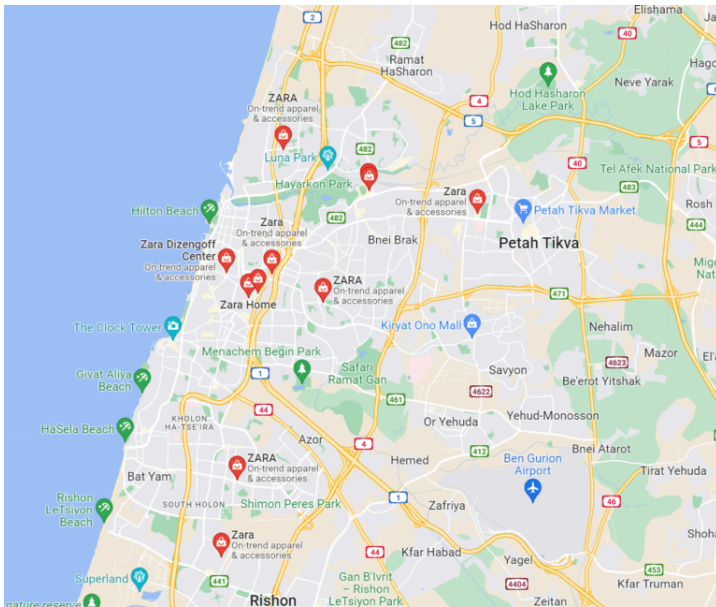 Elishama
2
Hod HaSharon
40
482
Ramat
HaSharon
Hago
Neve Yarak
ZARA
On-trend apparel
& accessories
4
Hod Hasharon
Lake Park
5
5
Luna Park
482
40
Tel Afek National Park
Hayarkon Park
Zara
On-trend apparel
& accessories
483
Rosh
Hilton Beach
482
Petah Tikva Market
444
Zara
On-trend apparel
& accessories
Bnei Brak
Petah Tikva
Zara Dizengoff
Center
On-trend apparel
& accessories
Migu
Neu
ZARA
On-trend apparel
& accessories
471
Zara Home
The Clock Tower
Kiryat Ono Mall
Nehalim
Menachem Begin Park
Mazor
El'a
4623
Safari
Ramat Gan
Savyon
1
Givat Aliya
Beach
Be'erot Yitshak
4622
461
44
KHOLON
HA-TSE'IRA
Or Yehuda
Yehud-Monosson
HaSela Beach
Azor
4
412
Bnei Atarot
ZARA
On-trend apparel
& accessories
Hemed
Ben Gurion
Airport
Tirat Yehuda
Bat Yam
1
Rishon
LeTsiyon
Beach
SOUTH HOLON
Shimon Peres Park
46
Zafriya
Zara
On-trend apparel
& accessories
Shoha
44
Kfar Habad
Yagel
453
Superland
441
Gan B'Ivrit
– Rishon
LeTsiyon Park
4404
Kfar Truman
Rishon
Zeitan
nature reserve